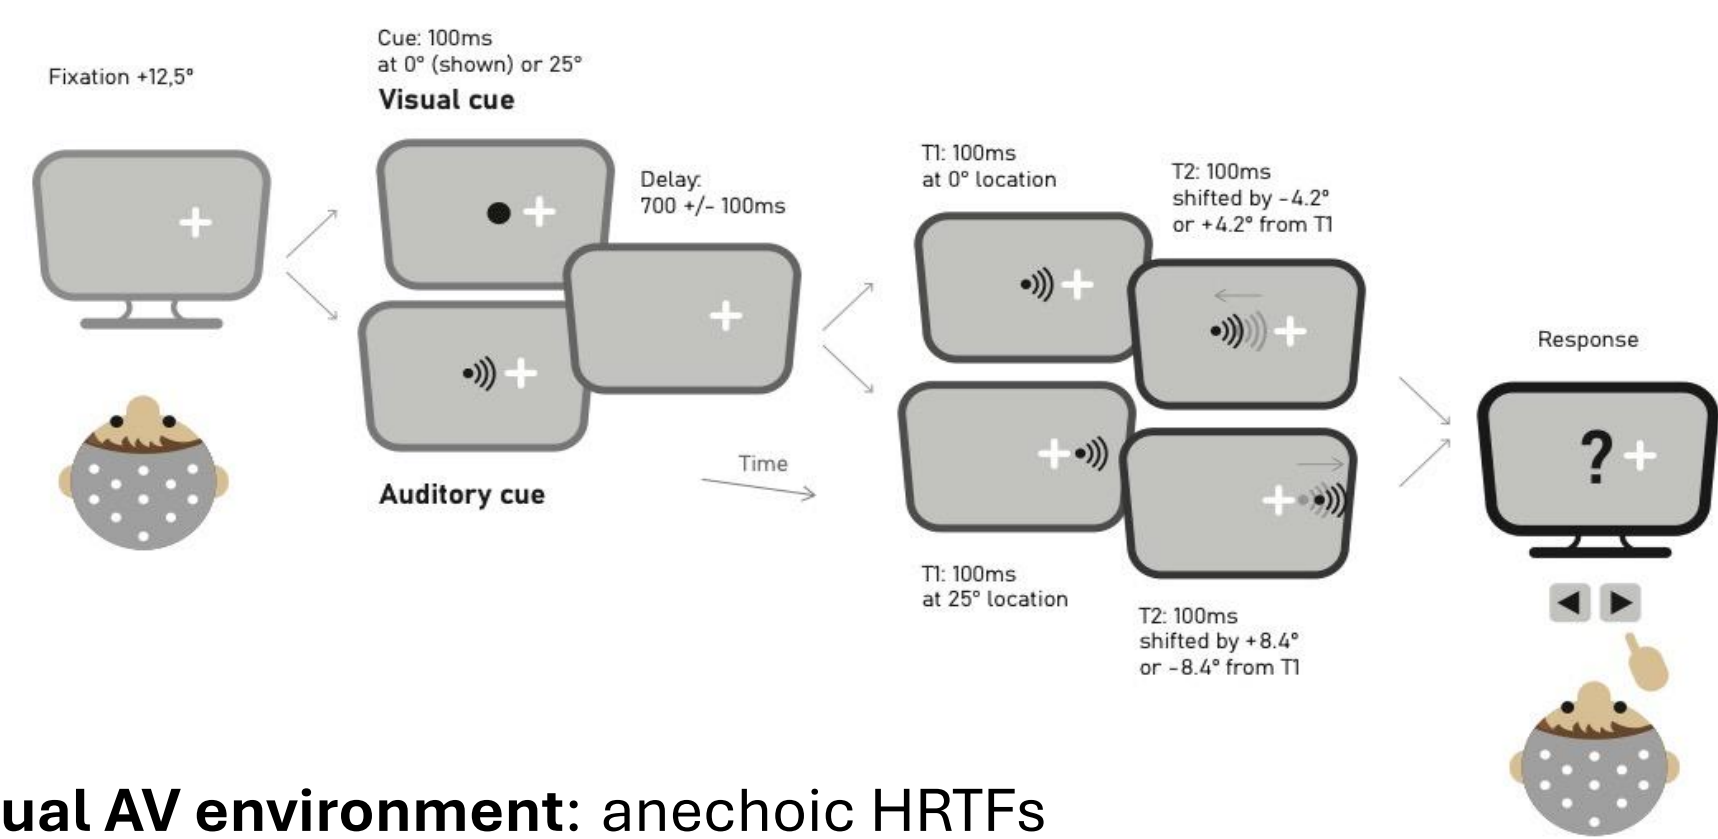 Fixation +12,5°
Cue: 100ms
at 0° (shown) or 25°
Visual cue
Delay:
700 +/- 100ms
Auditory cue
Time
T1: 100ms
at 0° location
T2: 100ms
shifted by -4.2°
or +4.2° from T1
T1: 100ms
at 25° location
T2: 100ms
shifted by +8.4°
or -8.4° from T1
Response
?
ual AV environment: anechoic HRTFs